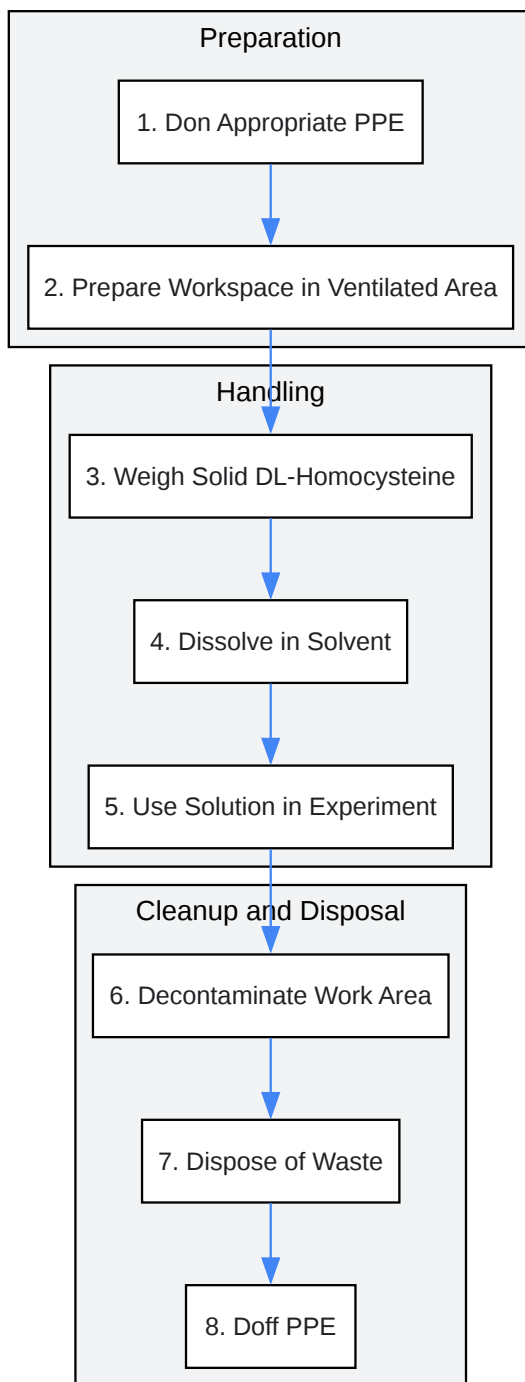 Preparation
1. Don Appropriate PPE
2. Prepare Workspace in Ventilated Area
Handling
3. Weigh Solid DL-Homocysteine
4. Dissolve in Solvent
5. Use Solution in Experiment
Cleanup and Disposal
6. Decontaminate Work Area
7. Dispose of Waste
8. Doff PPE